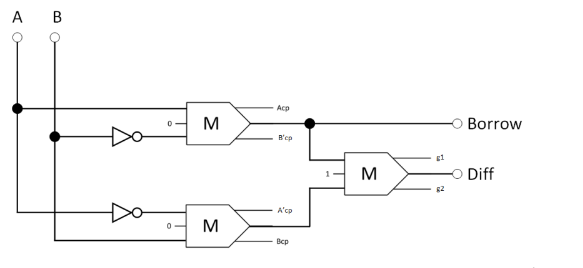 A B
Acp
0 M
B'cp
Borrow
g1
1 M Diff
g2
A'cp
0 M
Bcp